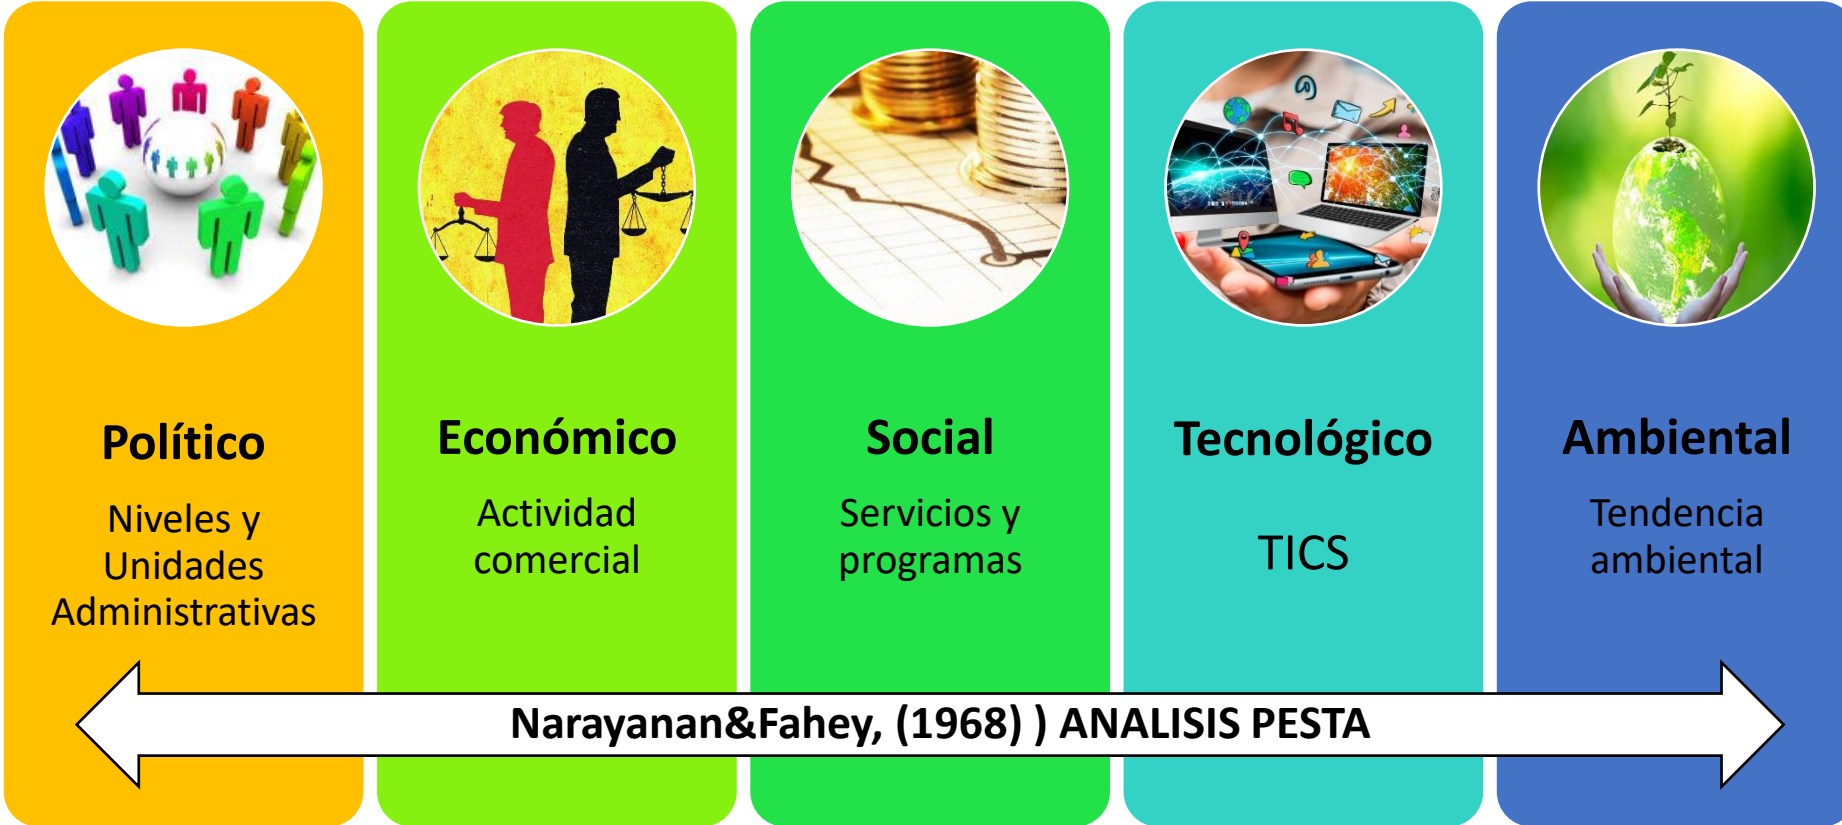 Político
Niveles y
Unidades
Administrativas
Económico
Actividad
comercial
Social
Servicios y
programas
Tecnológico
TICS
Ambiental
Tendencia
ambiental
Narayanan&Fahey, (1968) ) ANALISIS PESTA